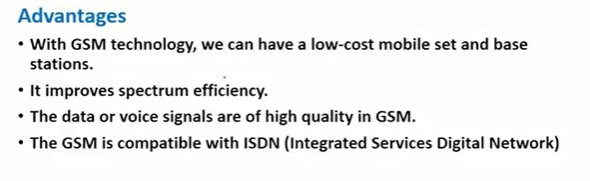 Advantages
• With GSM technology, we can have a low-cost mobile set and base
stations.
• It improves spectrum efficiency.
• The data or voice signals are of high quality in GSM.
• The GSM is compatible with ISDN (Integrated Services Digital Network)